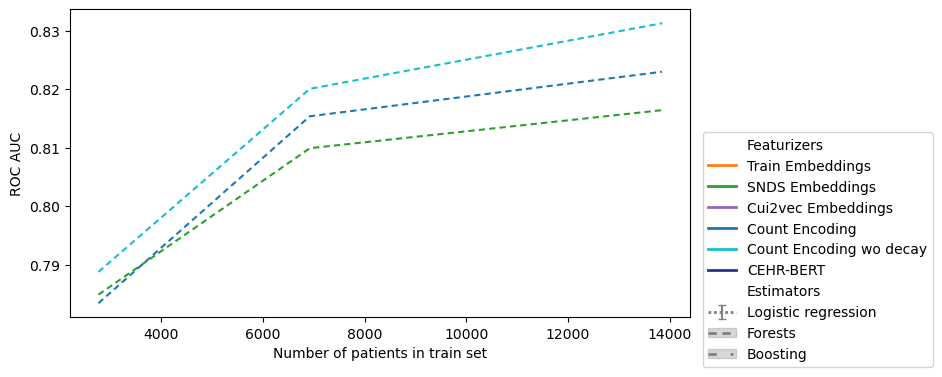 0.83
0.82
0.81
0.80
0.79
ROC AUC
4000
6000
8000
10000
12000
14000
Number of patients in train set
Featurizers
Train Embeddings
SNDS Embeddings
Cui2vec Embeddings
Count Encoding
Count Encoding wo decay
CEHR-BERT
Estimators
Logistic regression
Forests
Boosting